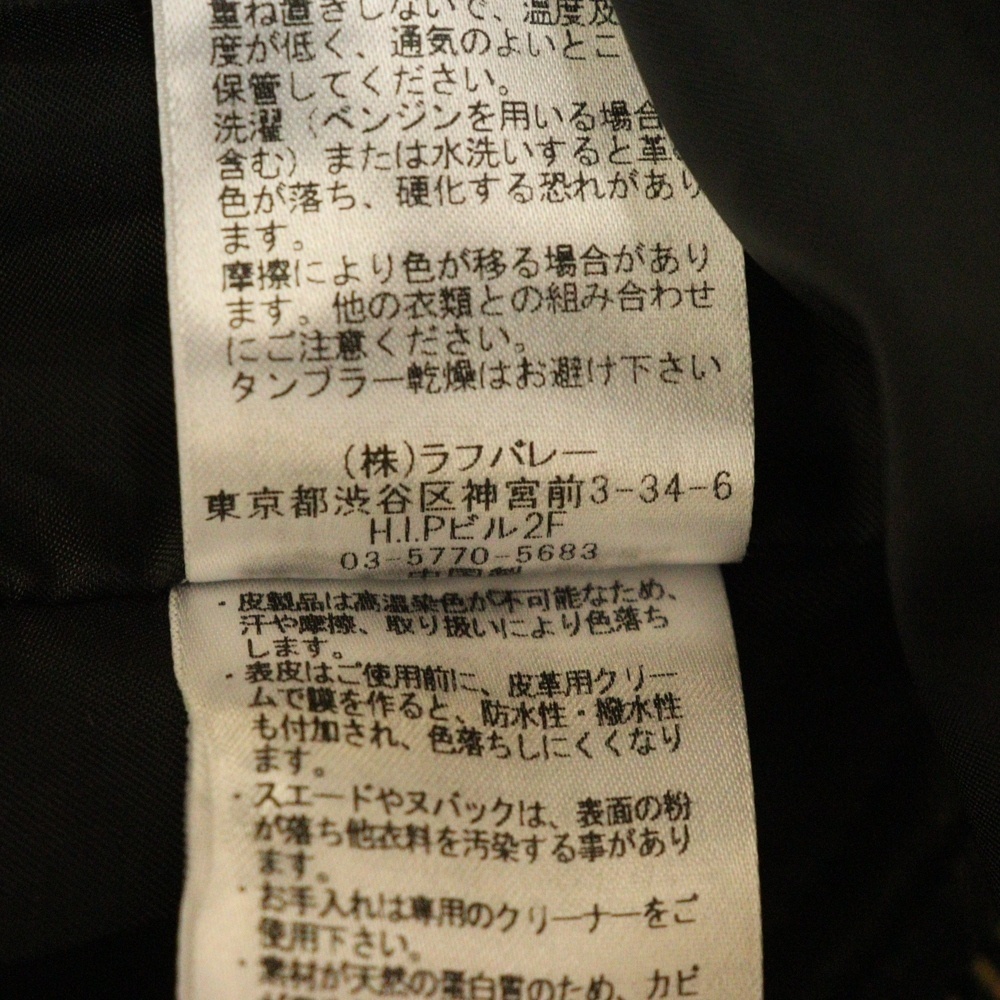 重ね置きしないで、温度及
度が低く、通気のよいとこ
保管してください。
洗濯（ベンジンを用いる場合
含む）または水洗いすると革
色が落ち、硬化する恐れがあり
ます。
摩擦により色が移る場合があり
ます。他の衣類との組み合わせ
にご注意ください。
タンブラー乾燥はお避け下さい
(株)ラフバレー
東京都渋谷区神宮前3-34-6
H.I.Pビル2F
03-5770-5683
中国製
・皮製品は高温染色が不可能なため、
汗や摩擦、取り扱いにより色落ち
します。
・表皮はご使用前に、皮革用クリー
ムで膜を作ると、防水性・撥水性
も付加され、色落ちしにくくなり
ます。
・スエードやヌバックは、表面の粉
が落ち他衣料を汚染する事があり
ます。
・お手入れは専用のクリーナーをご
使用下さい。
・素材が天然の蛋白質のため、カビ